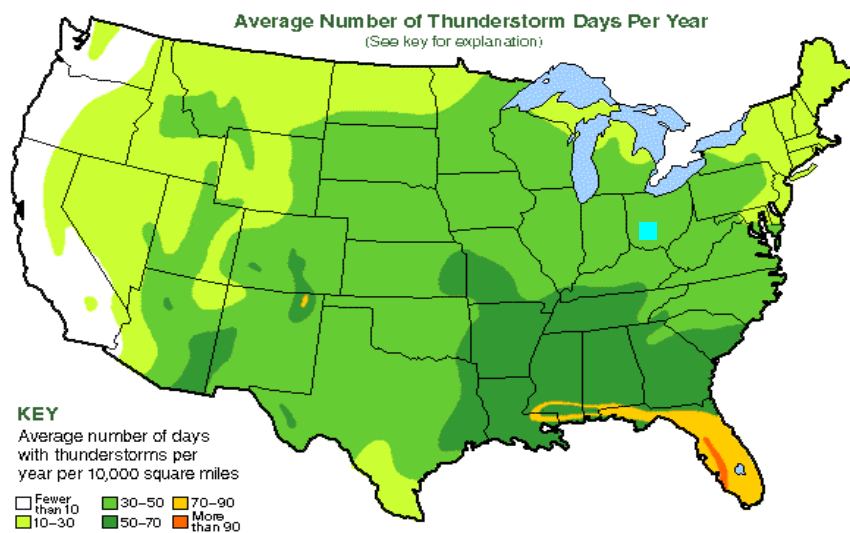 Average Number of Thunderstorm Days Per Year
(See key for explanation)
KEY
Average number of days
with thunderstorms per
year per 10,000 square miles
Fewer than 10
30–50
70–90
10–30
50–70
More than 90